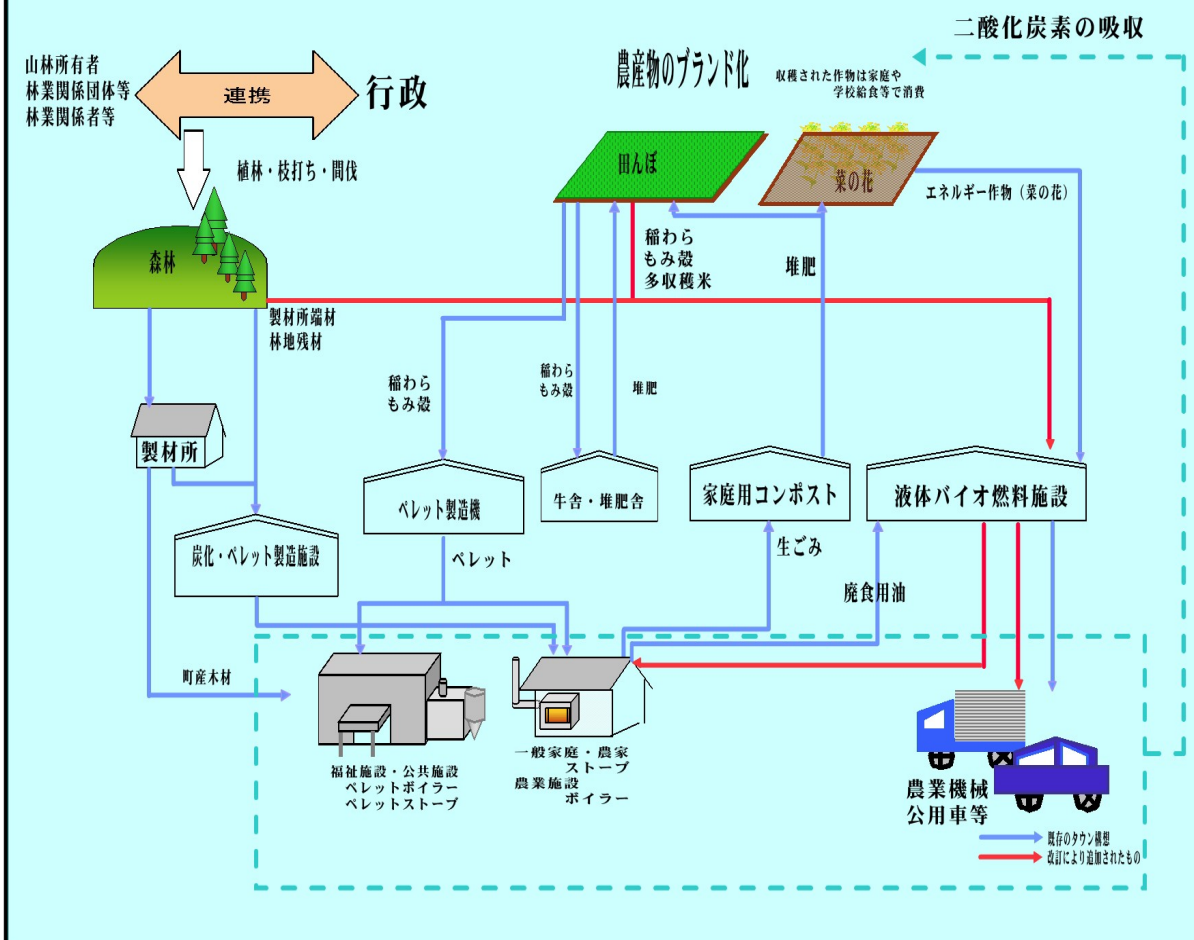 二酸化炭素の吸収
山林所有者
林業関係団体等
林業関係者等
連携
行政
農産物のブランド化
収穫された作物は家庭や
学校給食等で消費
植林・枝打ち・間伐
田んぼ
菜の花
エネルギー作物（菜の花）
森林
稲わら
もみ殻
多収穫米
堆肥
製材所端材
林地残材
稲わら
もみ殻
稲わら
もみ殻
堆肥
製材所
ペレット製造機
牛舎・堆肥舎
家庭用コンポスト
液体バイオ燃料施設
炭化・ペレット製造施設
ペレット
生ごみ
廃食用油
町産木材
福祉施設・公共施設
ペレットボイラー
ペレットストーブ
一般家庭・農家
ストーブ
農業施設
ボイラー
農業機械
公用車等
既存のタウン構想
改訂により追加されたもの